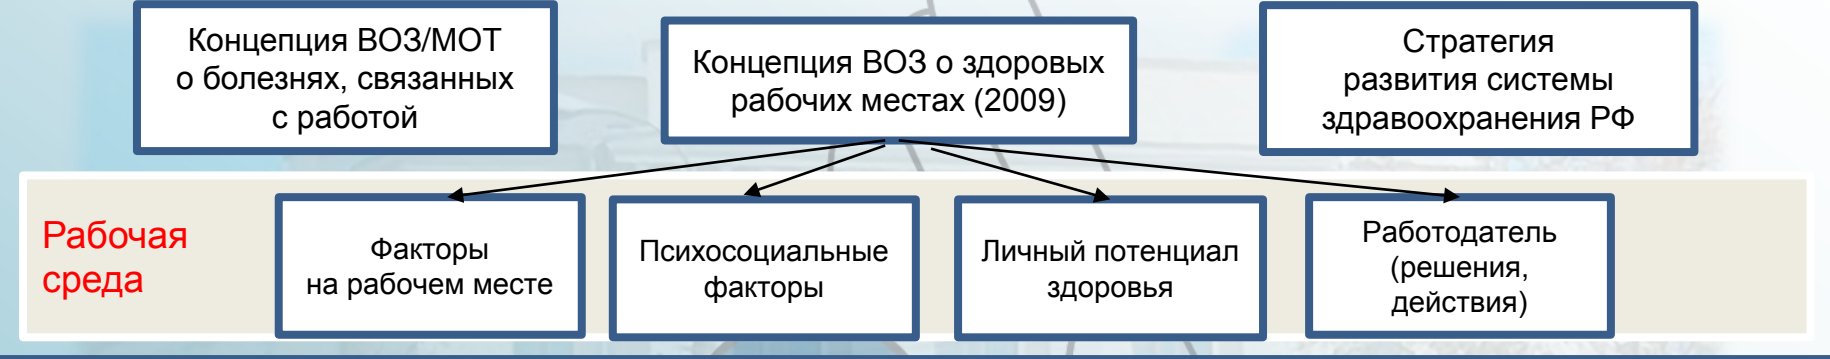 Концепция ВОЗ/МОТ
о болезнях, связанных
с работой
Концепция ВОЗ о здоровых
рабочих местах (2009)
Стратегия
развития системы
здравоохранения РФ
Рабочая
среда
Факторы
на рабочем месте
Психосоциальные
факторы
Личный потенциал
здоровья
Работодатель
(решения,
действия)